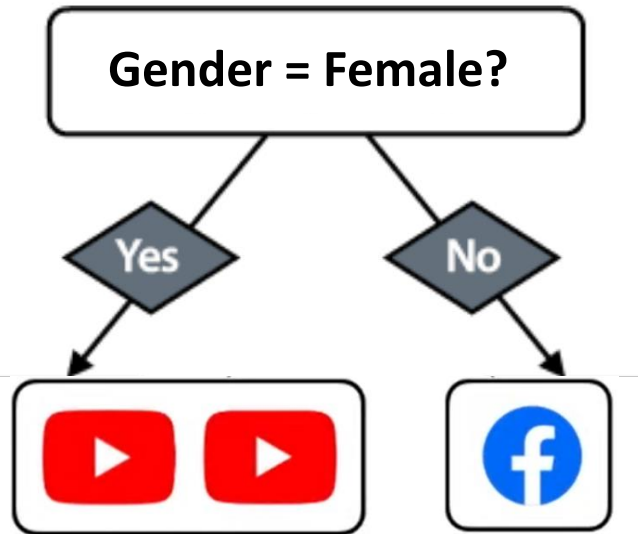 Gender = Female?
Yes
No